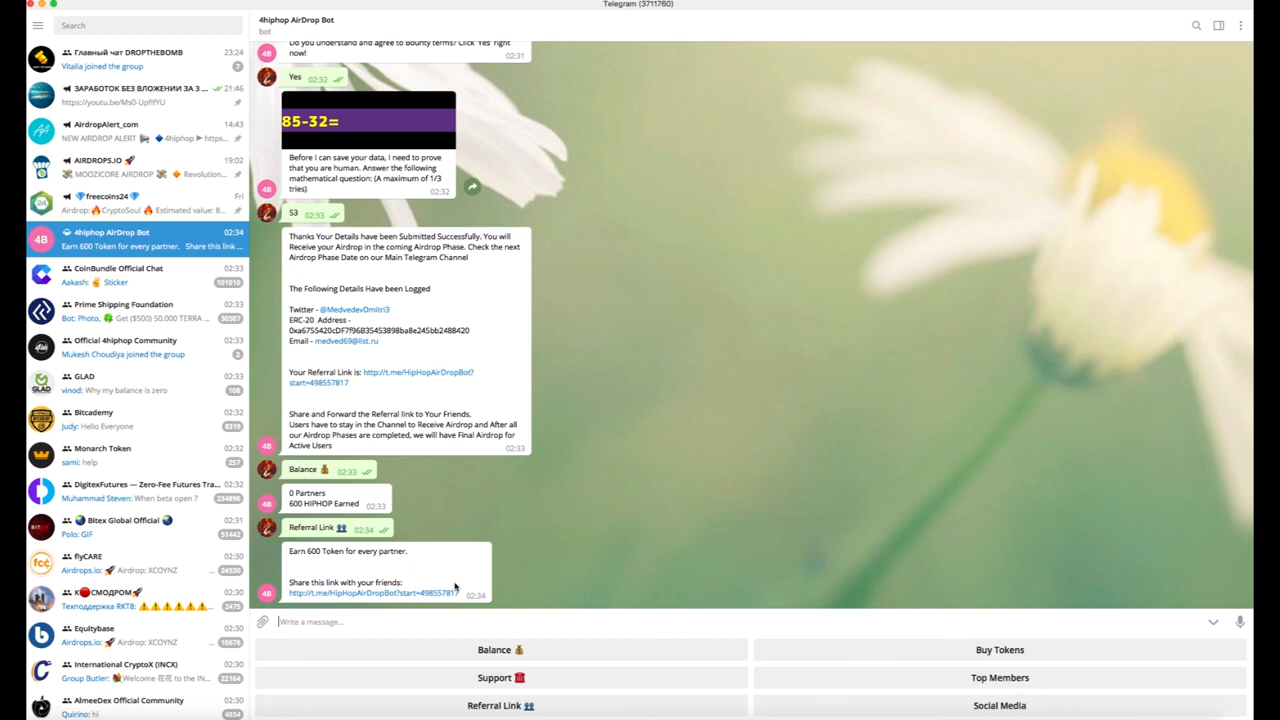 Telegram (3711760)
Search
Главный чат DROPTHEBOMB 23:24
Vitalia joined the group 7
ЗАРАБОТОК БЕЗ ВЛОЖЕНИИ ЗА 3 ... 21:46
https://youtu.be/Ms0-UpfIfYU
AirdropAlert_com 14:43
NEW AIRDROP ALERT 4hiphop https...
AIRDROPS.IO 19:02
MOOZICORE AIRDROP Revolution...
freecoins24 Fri
Airdrop: CryptoSoul Estimated value: 8...
4B
4hiphop AirDrop Bot 02:34
Earn 600 Token for every partner. Share this link ...
CoinBundle Official Chat 02:33
Aakash: Sticker 101010
Prime Shipping Foundation 02:33
Bot: Photo, Get ($500) 50.000 TERRA ... 30507
Official 4hiphop Community 02:33
Mukesh Choudiya joined the group 2
GLAD 02:33
vinod: Why my balance is zero 108
Bitcademy 02:32
Judy: Hello Everyone 8319
Monarch Token 02:32
sami: help 257
DigitexFutures — Zero-Fee Futures Tra... 02:32
Muhammad Steven: When beta open ? 234896
Bitex Global Official 02:31
Polo: GIF 51442
fcc
flyCARE 02:30
Airdrops.io: Airdrop: XCOYNZ ... 24530
К СМОДРОМ 02:30
Техподдержка RKT8: ... 2475
Equitybase 02:30
Airdrops.io: Airdrop: XCOYNZ ... 10676
International CryptoX (INCX) 02:30
Group Butler: Welcome 花花 to the IN... 22164
AlmeeDex Official Community 02:30
Quirino: hi 4854
4hiphop AirDrop Bot
bot
Do you understand and agree to Bounty terms? Click 'Yes' right
now! 02:31
4B
Yes 02:32
85-32=
Before I can save your data, I need to prove
that you are human. Answer the following
mathematical question: (A maximum of 1/3
tries) 02:32
4B
53 02:33
Thanks Your Details have been Submitted Successfully. You will
Receive your Airdrop in the coming Airdrop Phase. Check the next
Airdrop Phase Date on our Main Telegram Channel
The Following Details Have been Logged
Twitter - @MedvedevDmitri3
ERC-20 Address -
0xa6755420cDF7f96B35453898ba8e245bb2488420
Email - medved69@list.ru
Your Referral Link is: http://t.me/HipHopAirDropBot?
start=498557817
Share and Forward the Referral link to Your Friends.
Users have to stay in the Channel to Receive Airdrop and After all
our Airdrop Phases are completed, we will have Final Airdrop for
Active Users 02:33
4B
Balance 02:33
0 Partners
600 HIPHOP Earned 02:33
4B
Referral Link 02:34
Earn 600 Token for every partner.
Share this link with your friends:
http://t.me/HipHopAirDropBot?start=498557817 02:34
4B
Write a message...
Balance Buy Tokens
Support Top Members
Referral Link Social Media